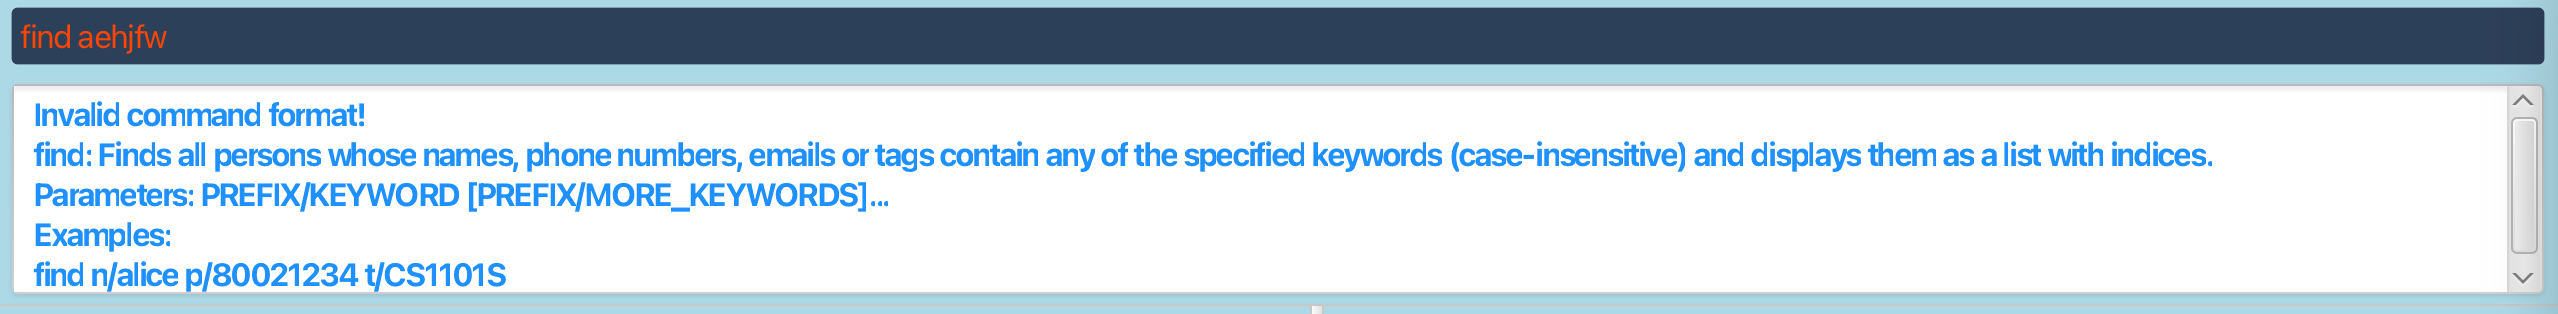 find aehjfw
Invalid command format!
find: Finds all persons whose names, phone numbers, emails or tags contain any of the specified keywords (case-insensitive) and displays them as a list with indices.
Parameters: PREFIX/KEYWORD [PREFIX/MORE_KEYWORDS]...
Examples:
find n/alice p/80021234 t/CS1101S